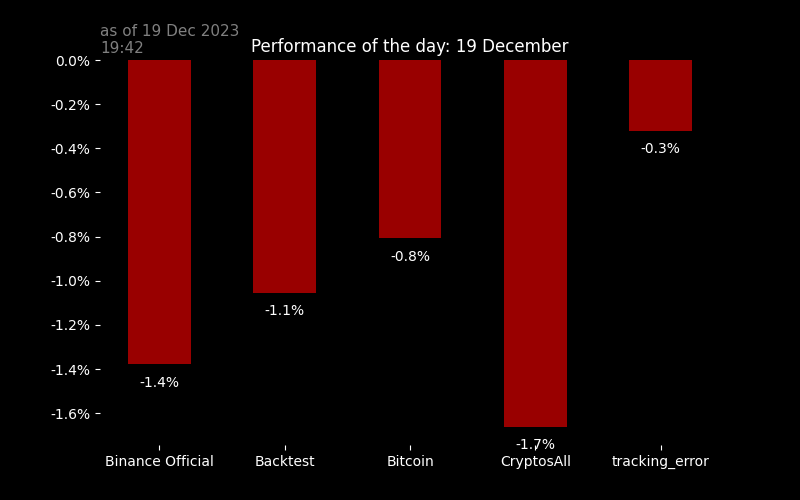 as of 19 Dec 2023
19:42
Performance of the day: 19 December
0.0%
-0.2%
-0.4%
-0.6%
-0.8%
-1.0%
-1.2%
-1.4%
-1.6%
-1.4%
-1.1%
-0.8%
-1.7%
-0.3%
Binance Official
Backtest
Bitcoin
CryptosAll
tracking_error